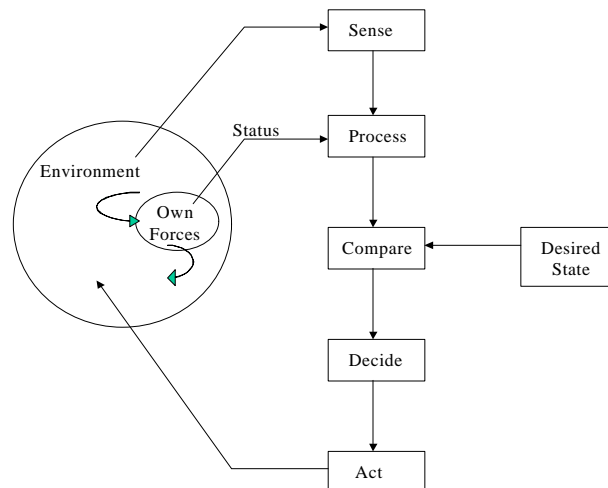 Sense
Status
Process
Environment
Own
Forces
Compare
Desired
State
Decide
Act